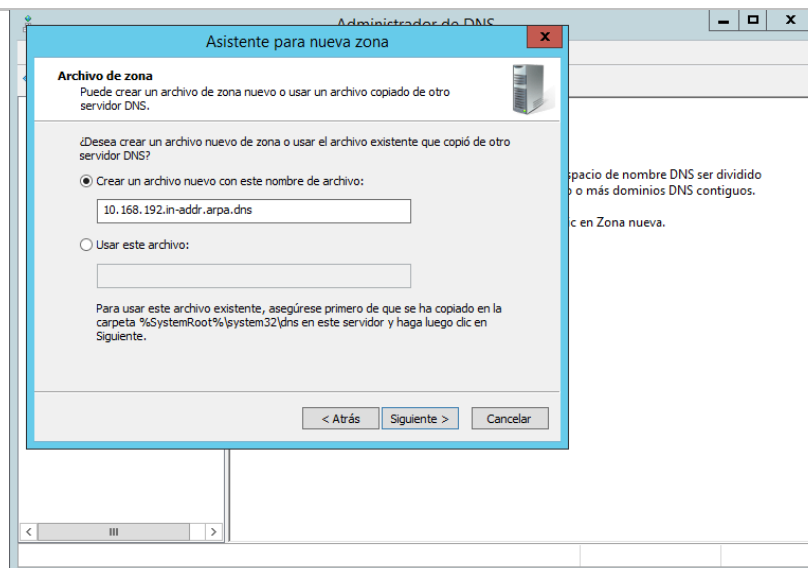 Administrador de DNS
Asistente para nueva zona
Archivo de zona
Puede crear un archivo de zona nuevo o usar un archivo copiado de otro
servidor DNS.
¿Desea crear un archivo nuevo de zona o usar el archivo existente que copió de otro
servidor DNS?
Crear un archivo nuevo con este nombre de archivo:
10.168.192.in-addr.arpa.dns
Usar este archivo:
Para usar este archivo existente, asegúrese primero de que se ha copiado en la
carpeta %SystemRoot%\system32\dns en este servidor y haga luego clic en
Siguiente.
< Atrás Siguiente > Cancelar
spacio de nombre DNS ser dividido
o más dominios DNS contiguos.
ic en Zona nueva.